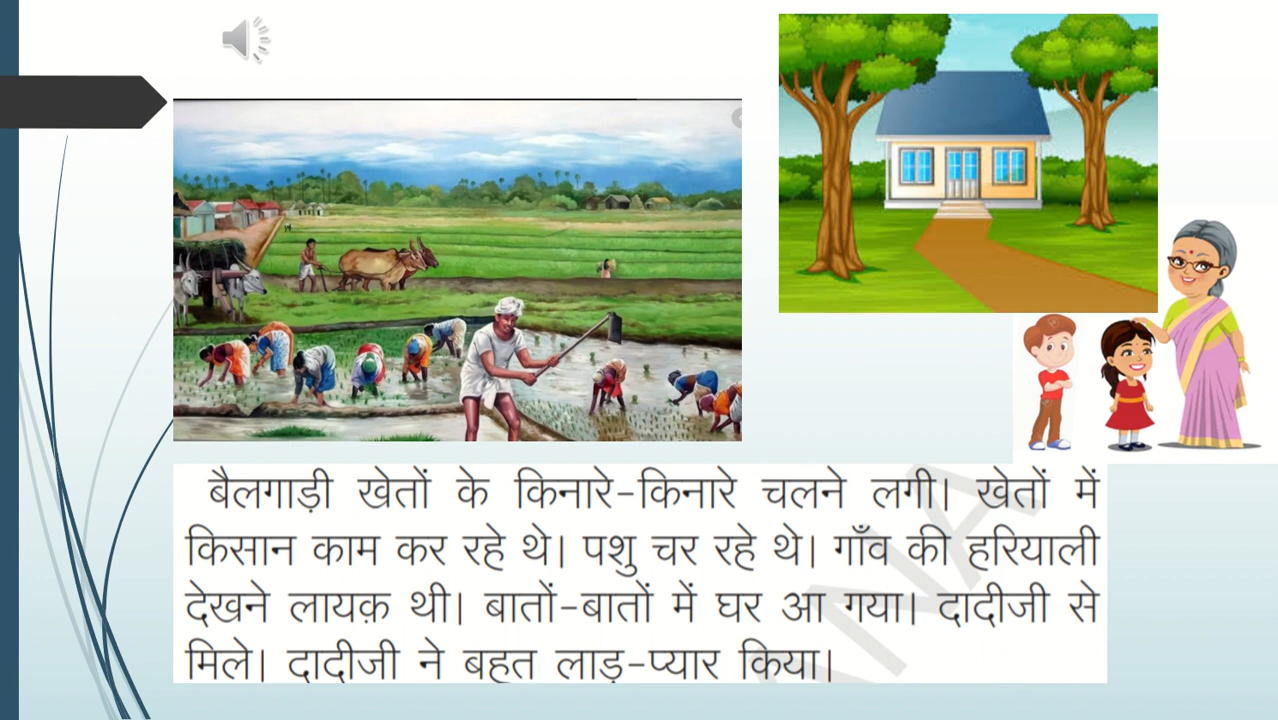 बैलगाड़ी खेतों के किनारे-किनारे चलने लगी। खेतों में
किसान काम कर रहे थे। पशु चर रहे थे। गाँव की हरियाली
देखने लायक़ थी। बातों-बातों में घर आ गया। दादीजी से
मिले। दादीजी ने बहुत लाड़-प्यार किया।